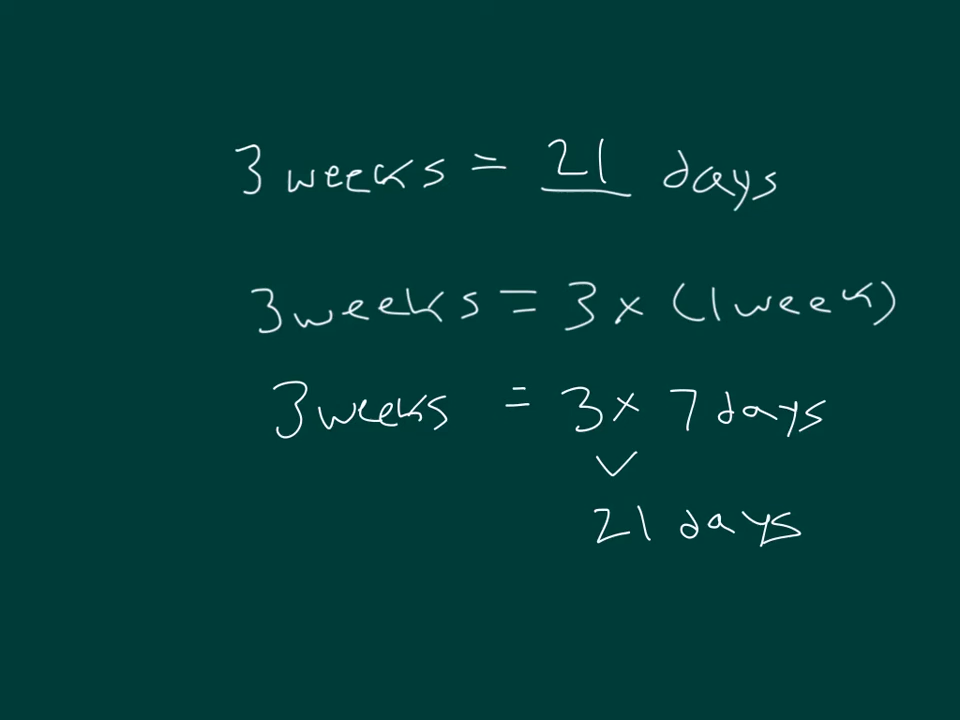 3 weeks = 21 days
3 weeks = 3 × (1 week)
3 weeks = 3 × 7 days
21 days